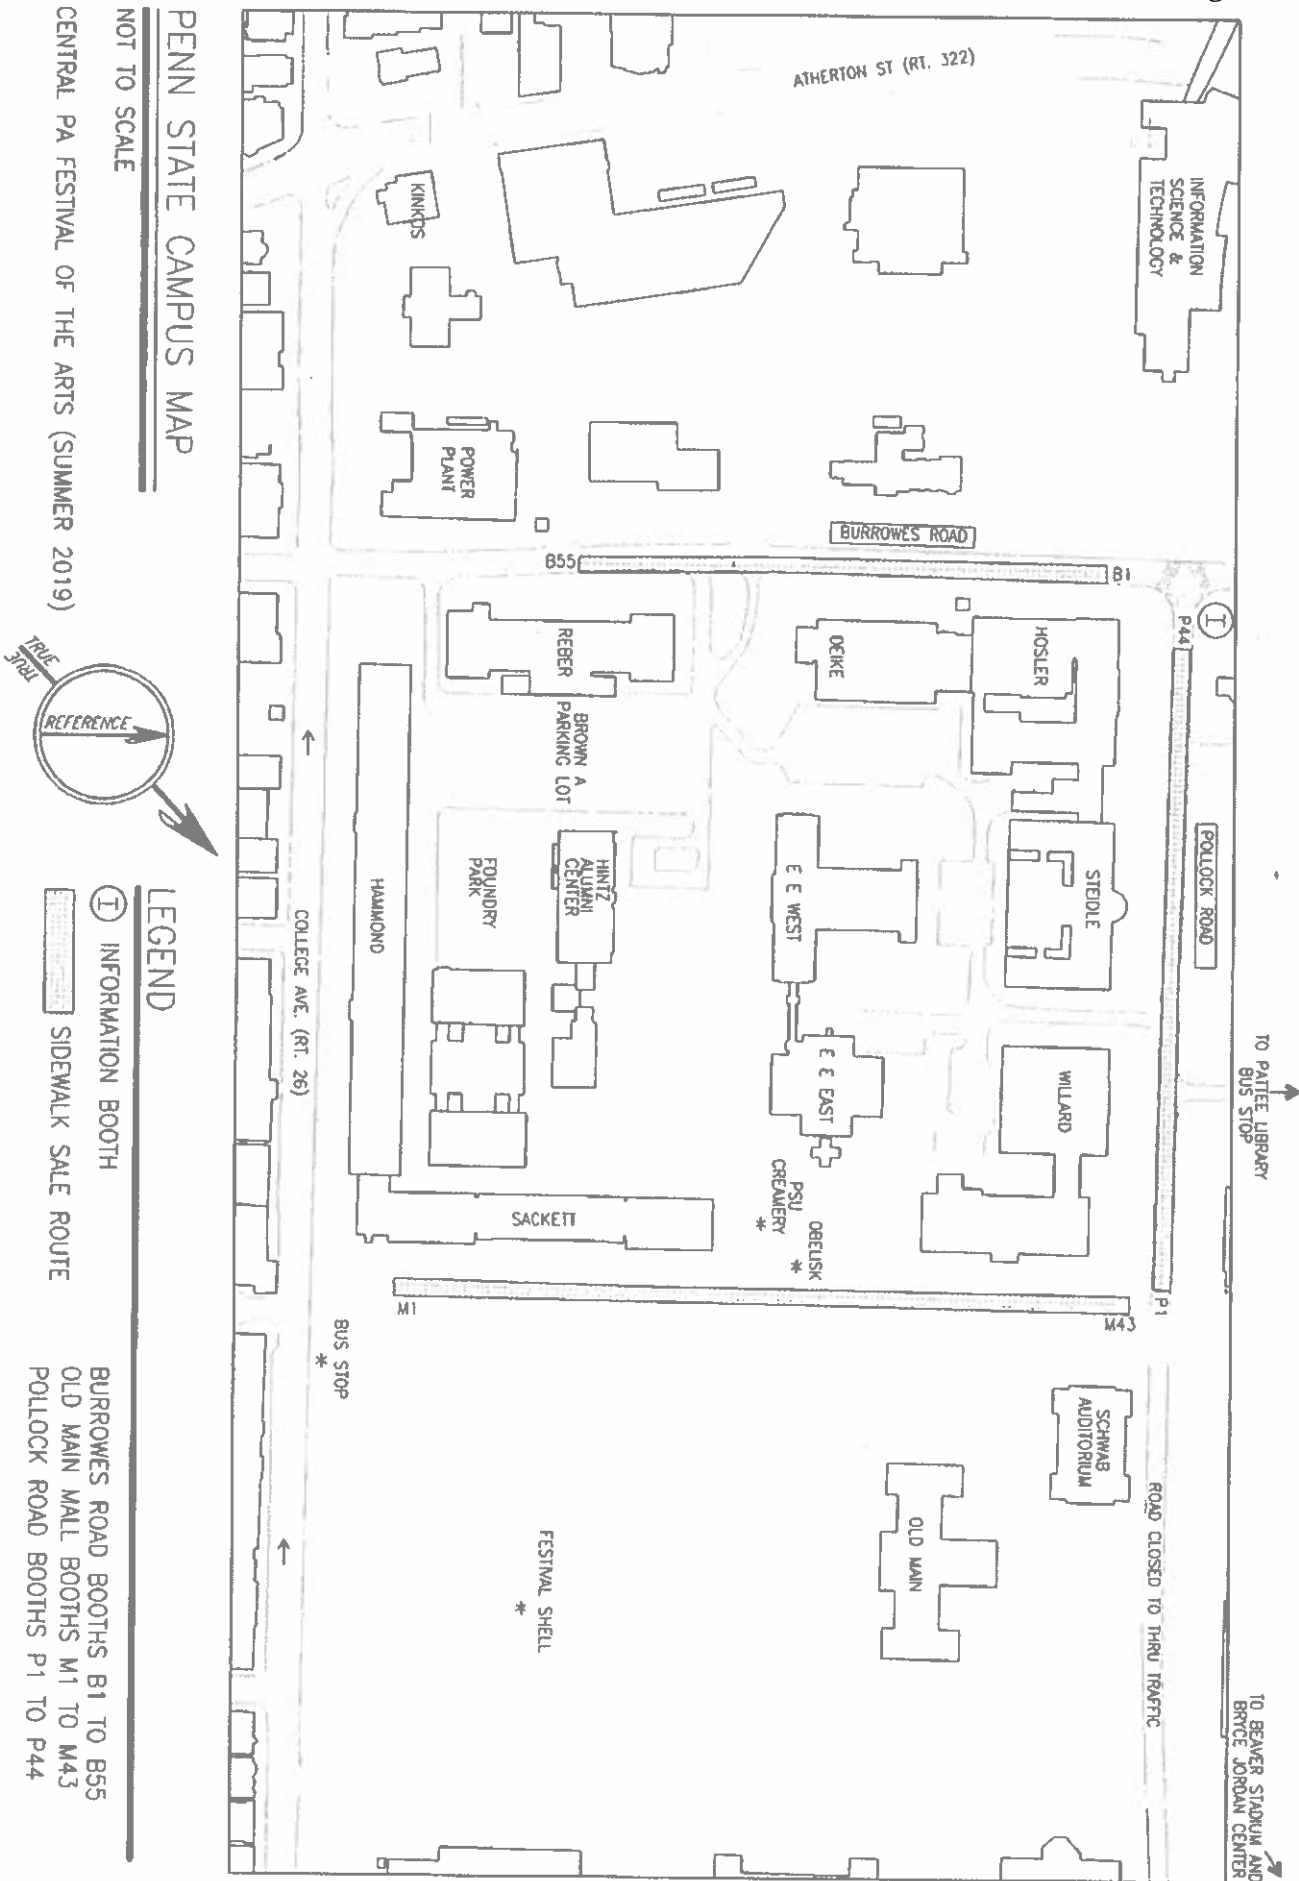 PENN STATE CAMPUS MAP
NOT TO SCALE
CENTRAL PA FESTIVAL OF THE ARTS (SUMMER 2019)
TRUE
TRUE
REFERENCE
LEGEND
I INFORMATION BOOTH
SIDEWALK SALE ROUTE
BURROWES ROAD BOOTHS B1 TO B55
OLD MAIN MALL BOOTHS M1 TO M43
POLLOCK ROAD BOOTHS P1 TO P44
ATHERTON ST (RT. 322)
INFORMATION
SCIENCE &
TECHNOLOGY
KINKOS
POWER
PLANT
BURROWES ROAD
B55
B1
I
P44
POLLOCK ROAD
REBER
DEIKE
HOSLER
BROWN A
PARKING LOT
STEIDLE
E E WEST
HINTZ
ALUMNI
CENTER
FOUNDRY
PARK
HAMMOND
COLLEGE AVE. (RT. 26)
TO PATTEE LIBRARY
BUS STOP
WILLARD
E E EAST
PSU
CREAMERY
*
OBELISK
*
SACKETT
M1
M43
P1
BUS STOP
*
SCHWAB
AUDITORIUM
OLD MAIN
FESTIVAL SHELL
*
ROAD CLOSED TO THRU TRAFFIC
TO BEAVER STADIUM AND
BRYCE JORDAN CENTER